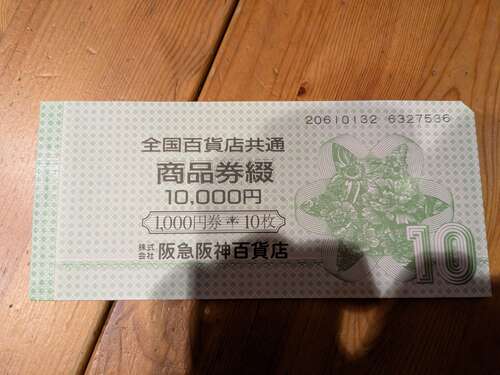 20610132 6327536
全国百貨店共通
商品券綴
10,000円
1,000円券＊10枚
株式会社 阪急阪神百貨店
10